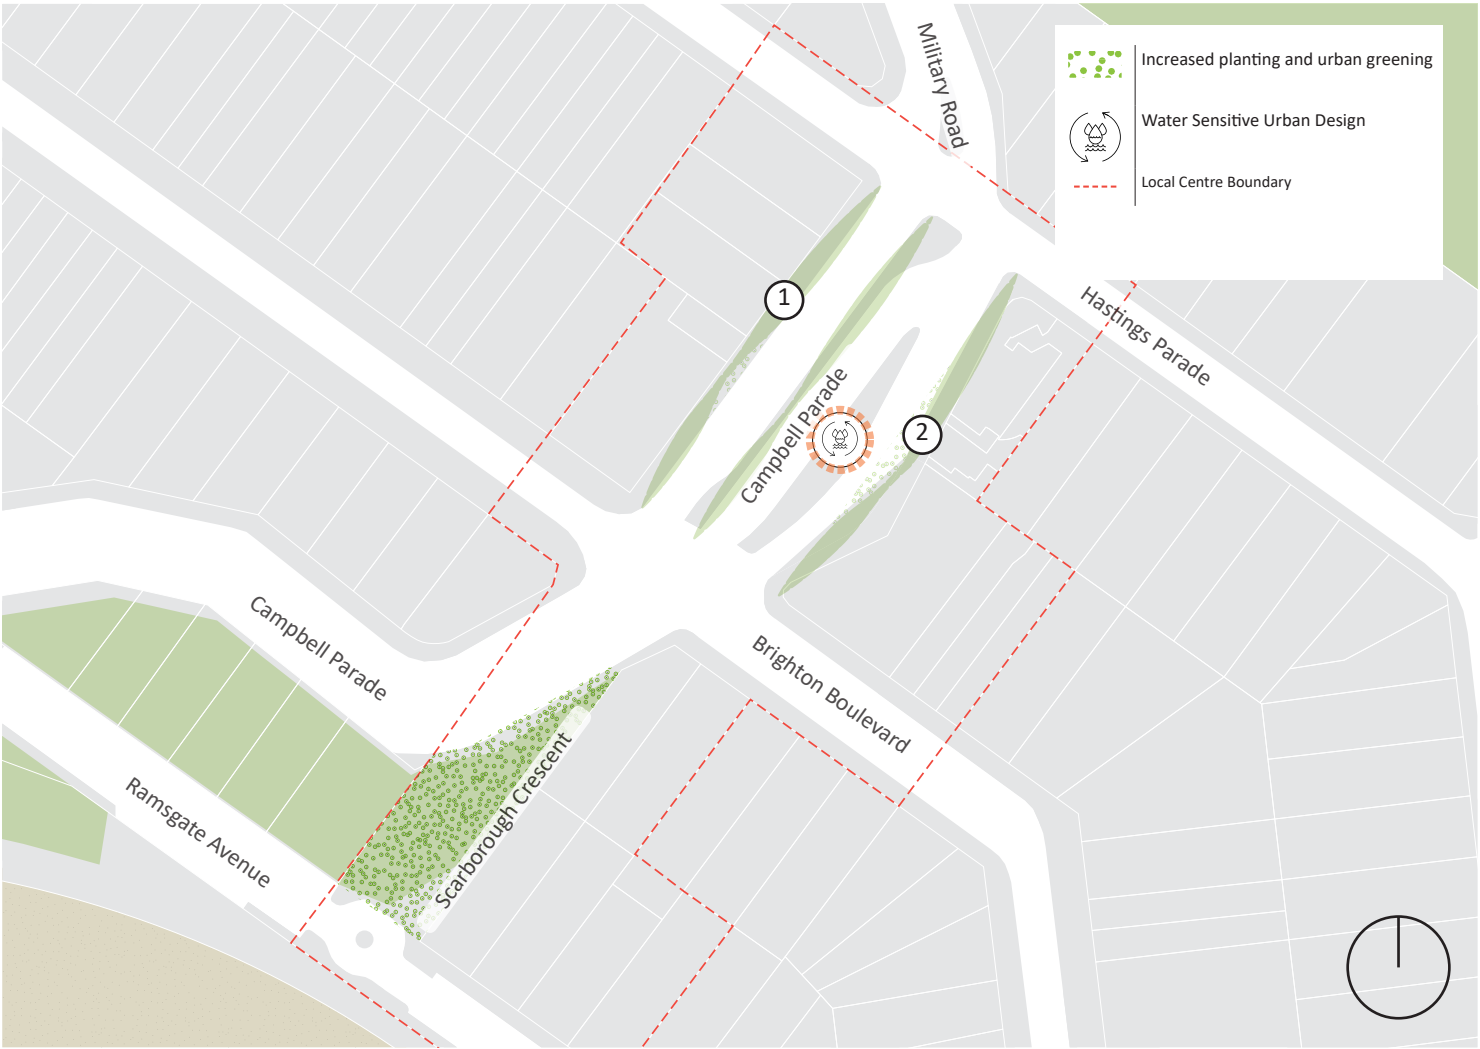 Military Road
Increased planting and urban greening
Water Sensitive Urban Design
Local Centre Boundary
1
Hastings Parade
Campbell Parade
2
Campbell Parade
Brighton Boulevard
Scarborough Crescent
Ramsgate Avenue